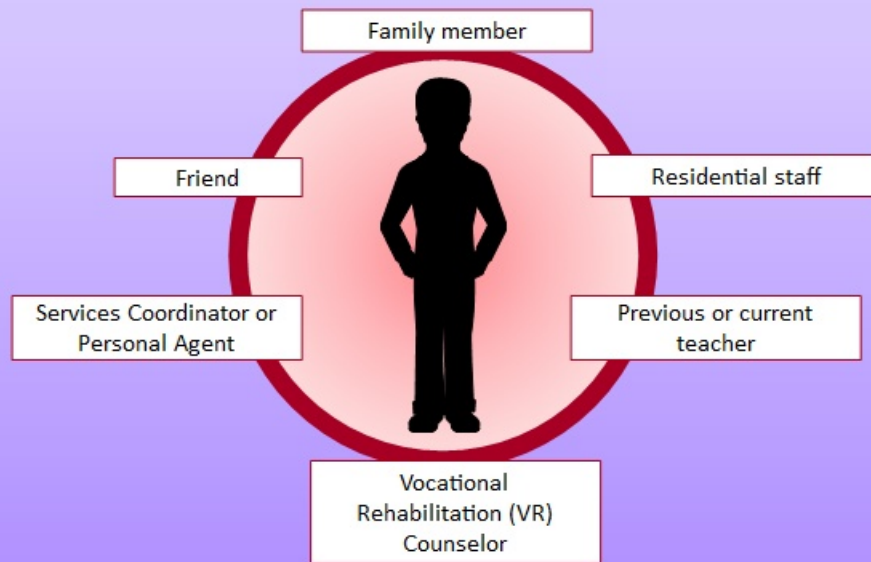 Family member
Friend
Residential staff
Services Coordinator or
Personal Agent
Previous or current
teacher
Vocational
Rehabilitation (VR)
Counselor